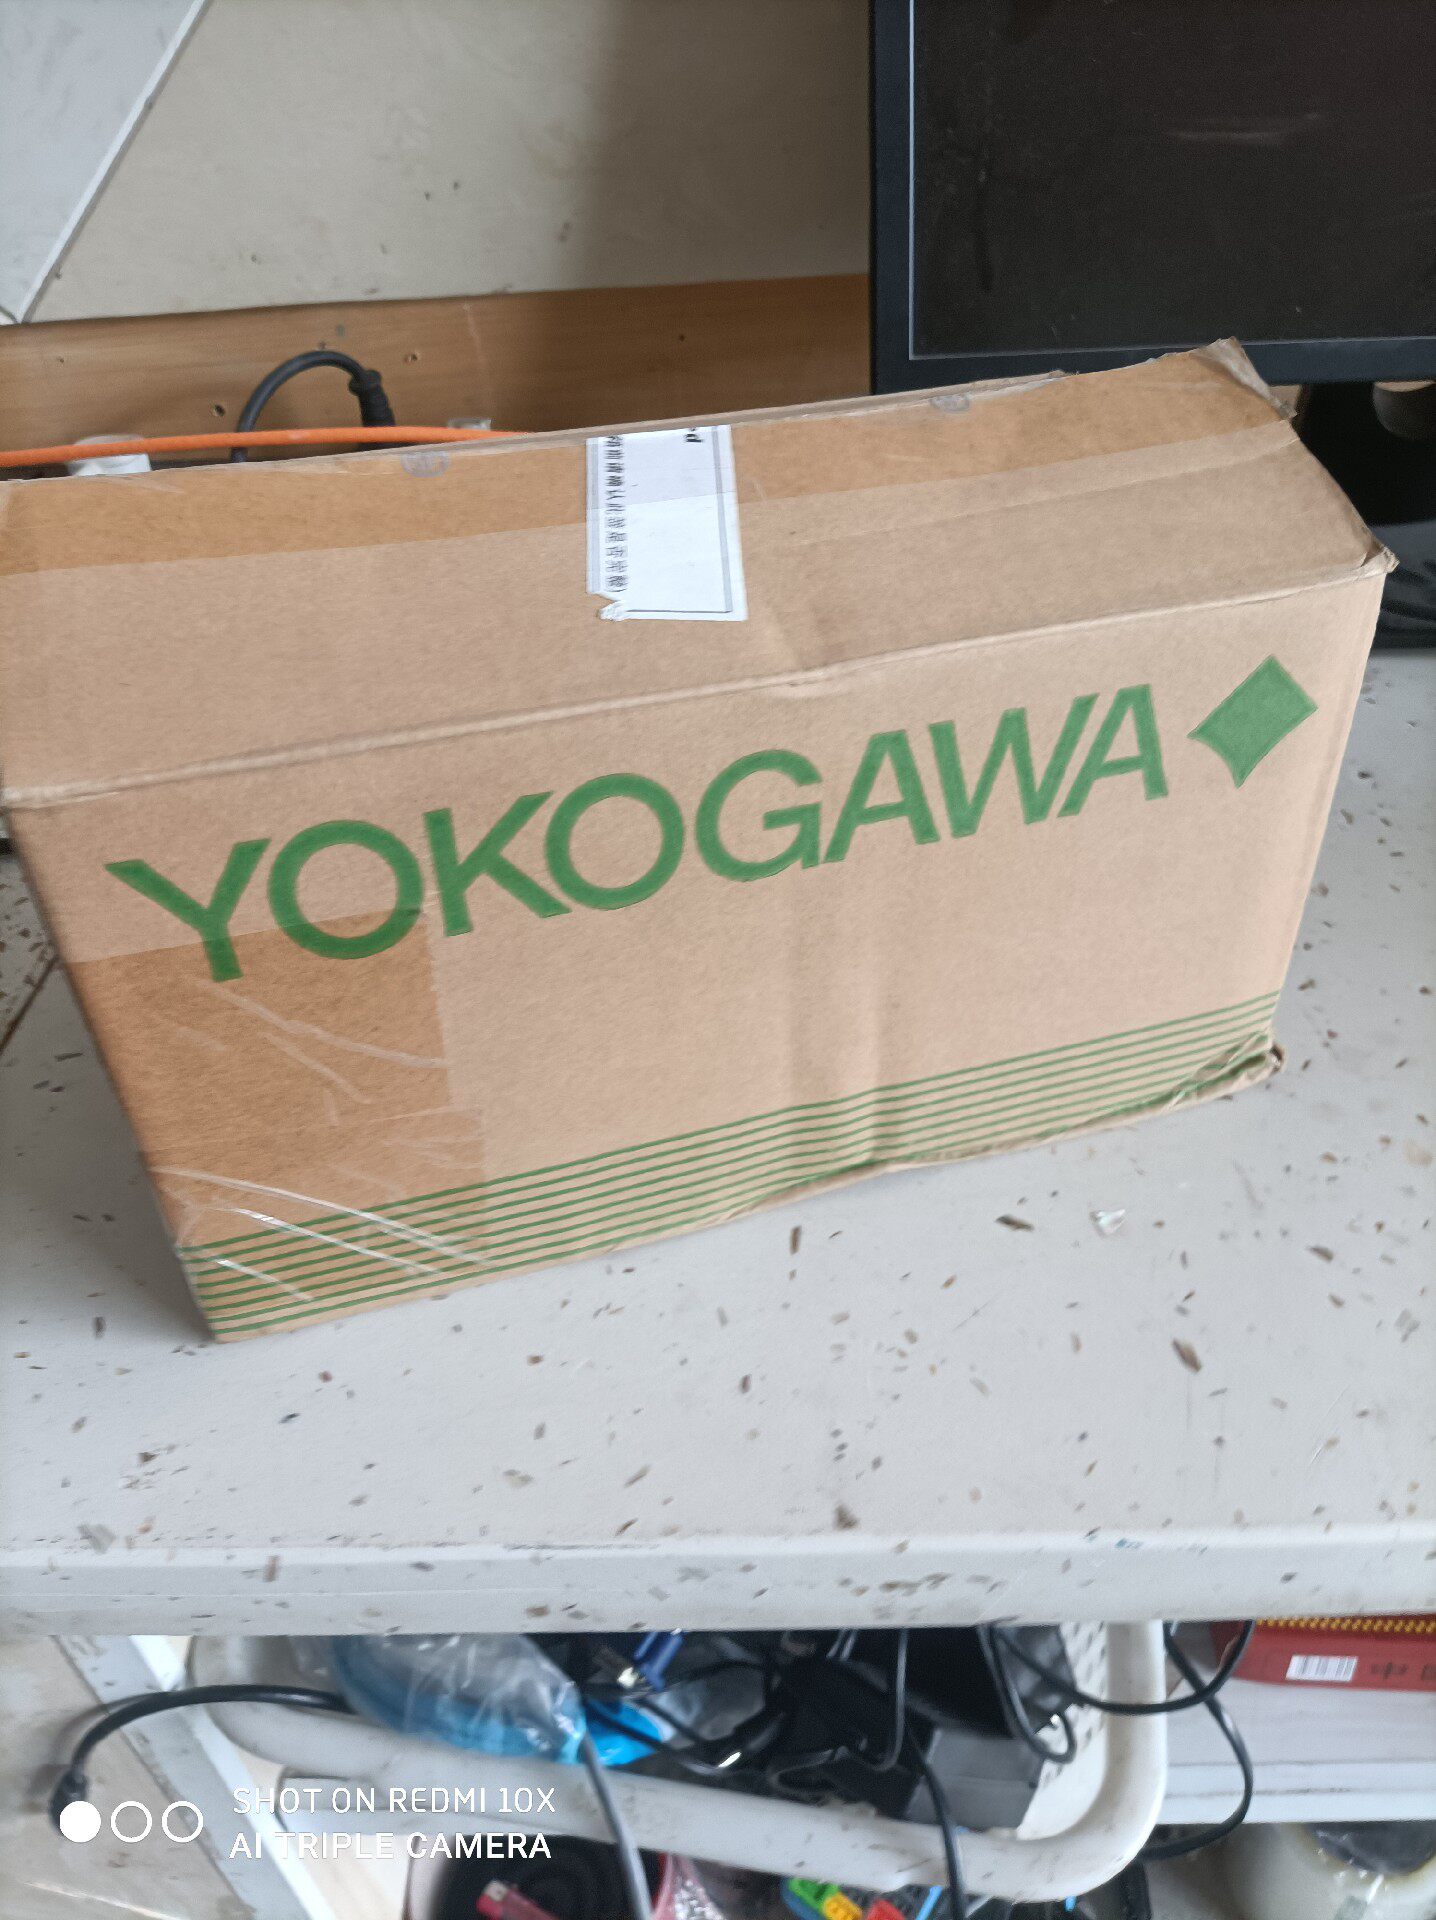 YOKOGAWA
SHOT ON REDMI 10X
AI TRIPLE CAMERA